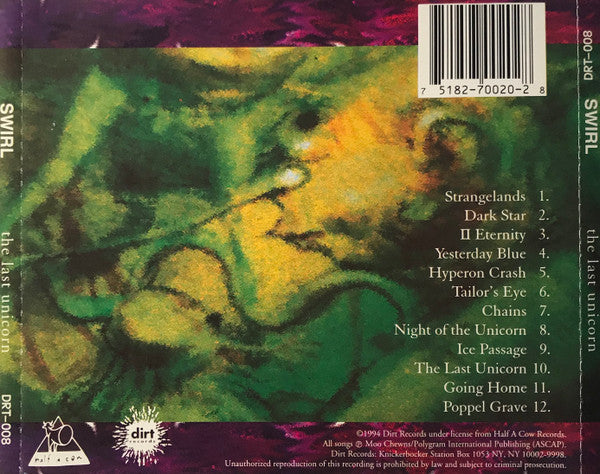 SWIRL
the last unicorn
DRT-008
7 5182-70020-2 8
Strangelands 1.
Dark Star 2.
II Eternity 3.
Yesterday Blue 4.
Hyperon Crash 5.
Tailor's Eye 6.
Chains 7.
Night of the Unicorn 8.
Ice Passage 9.
The Last Unicorn 10.
Going Home 11.
Poppel Grave 12.
half a cow
dirt
records
©1994 Dirt Records under license from Half A Cow Records.
All songs ℗ Moo Chewns/Polygram International Publishing (ASCAP).
Dirt Records: Knickerbocker Station Box 1053 NY, NY 10002-9998.
Unauthorized reproduction of this recording is prohibited by law and subject to criminal prosecution.
DRT-008
SWIRL
the last unicorn